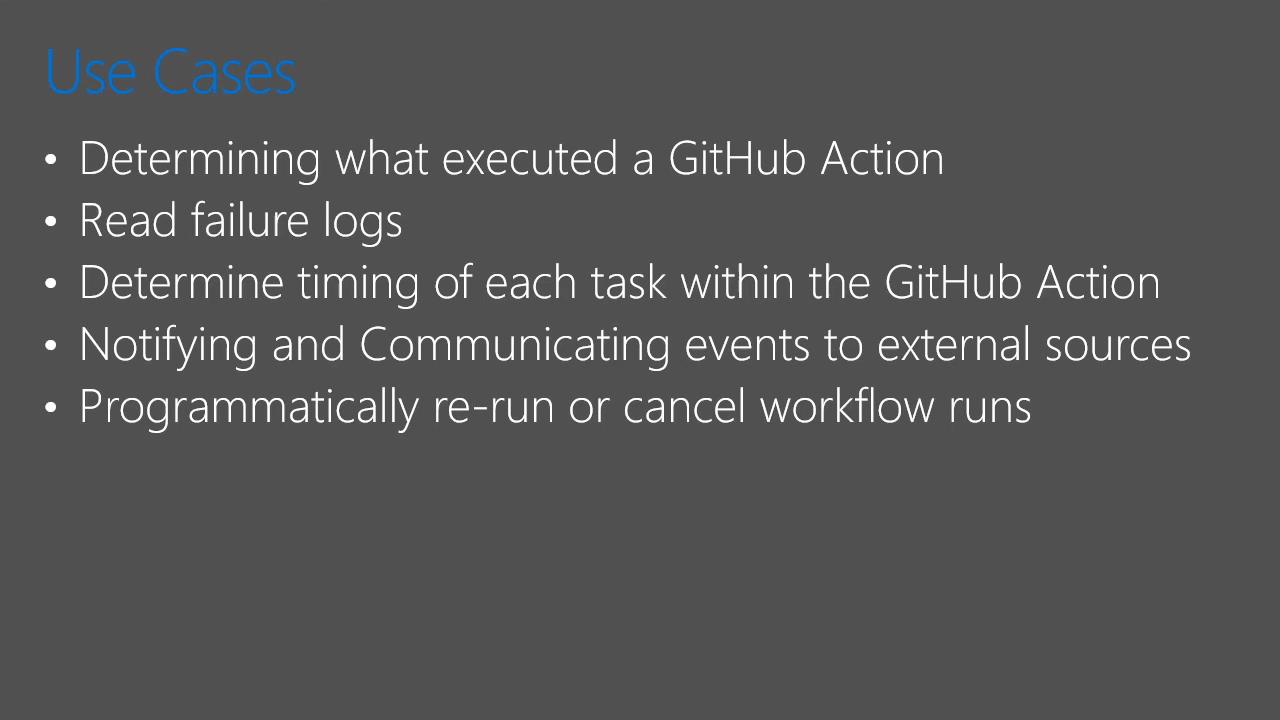 Use Cases
• Determining what executed a GitHub Action
• Read failure logs
• Determine timing of each task within the GitHub Action
• Notifying and Communicating events to external sources
• Programmatically re-run or cancel workflow runs